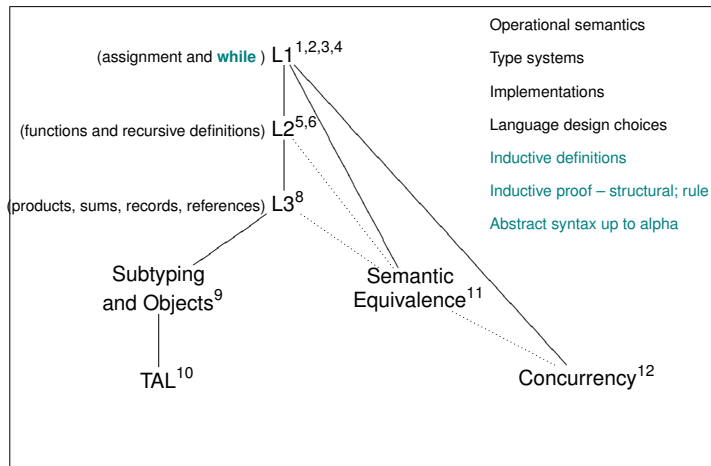 Operational semantics
(assignment and while ) L1 1,2,3,4
Type systems
Implementations
Language design choices
(functions and recursive definitions) L2 5,6
Inductive definitions
Inductive proof – structural; rule
(products, sums, records, references) L3 8
Abstract syntax up to alpha
Subtyping
and Objects 9
Semantic
Equivalence 11
TAL 10
Concurrency 12